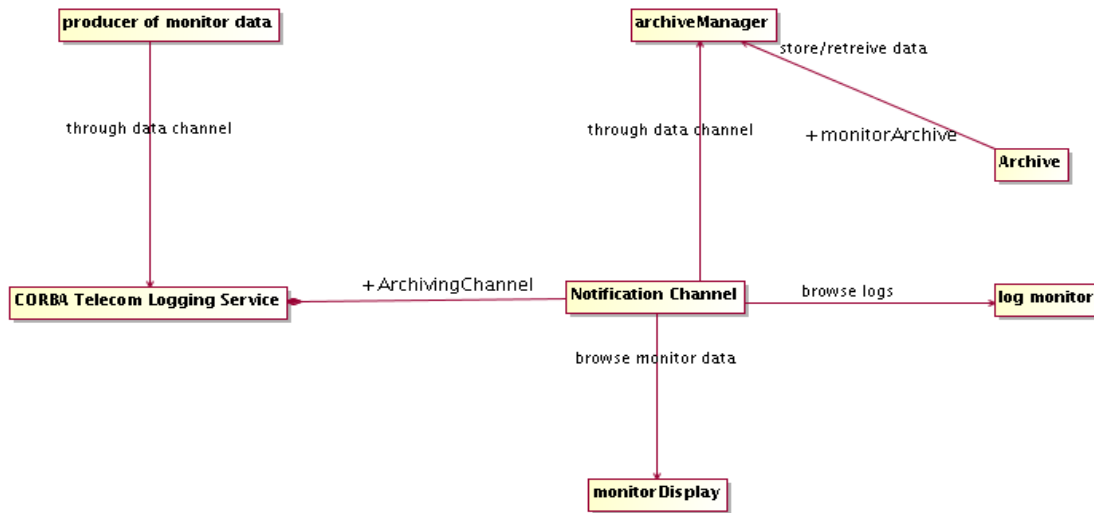 producer of monitor data
archiveManager
store/retreive data
through data channel
through data channel
+monitorArchive
Archive
+ArchivingChannel
CORBA Telecom Logging Service
Notification Channel
browse logs
log monitor
browse monitor data
monitorDisplay